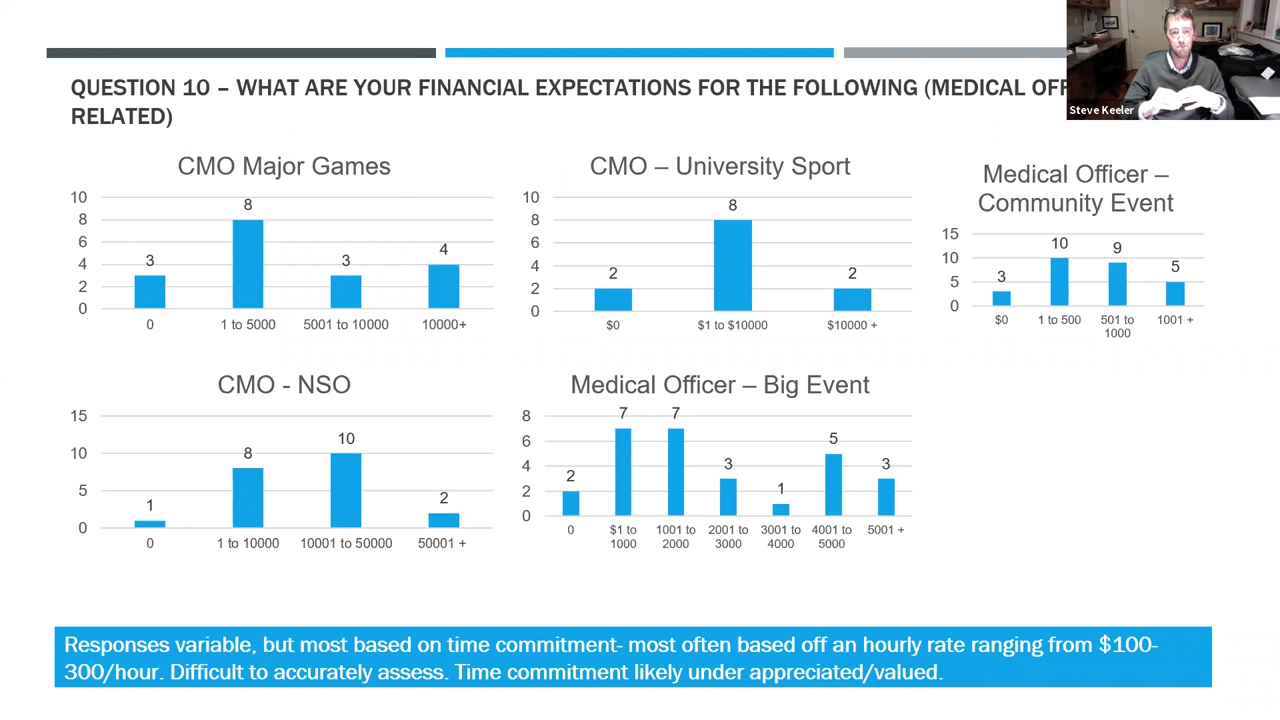 QUESTION 10 – WHAT ARE YOUR FINANCIAL EXPECTATIONS FOR THE FOLLOWING (MEDICAL
RELATED)
Steve Keeler
CMO Major Games
10
8
6
4
2
0
3
8
3
4
0
1 to 5000
5001 to 10000
10000+
CMO – University Sport
10
8
6
4
2
0
2
8
2
$0
$1 to $10000
$10000 +
Medical Officer –
Community Event
15
10
5
0
3
10
9
5
$0
1 to 500
501 to
1000
1001 +
CMO - NSO
15
10
5
0
1
8
10
2
0
1 to 10000
10001 to 50000
50001 +
Medical Officer – Big Event
8
6
4
2
0
2
7
7
3
1
5
3
0
$1 to
1000
1001 to
2000
2001 to
3000
3001 to
4000
4001 to
5000
5001 +
Responses variable, but most based on time commitment- most often based off an hourly rate ranging from $100-
300/hour. Difficult to accurately assess. Time commitment likely under appreciated/valued.